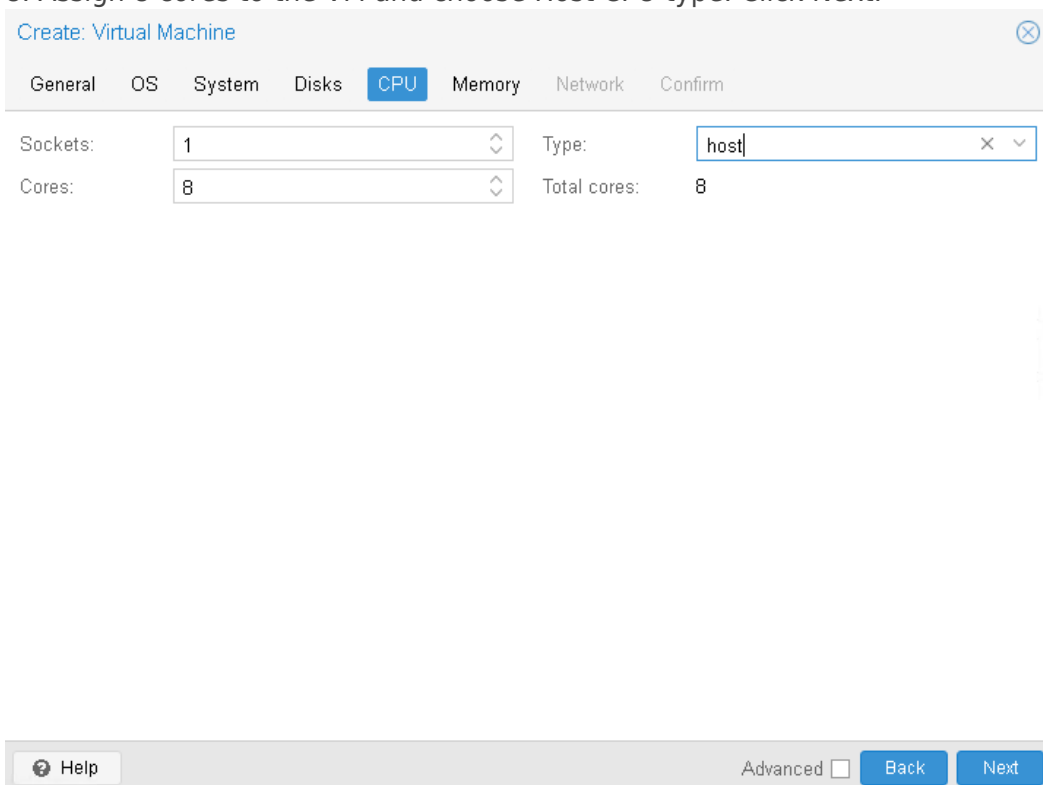 Create: Virtual Machine
General OS System Disks CPU Memory Network Confirm
Sockets: 1 Type: host
Cores: 8 Total cores: 8
Help Advanced Back Next